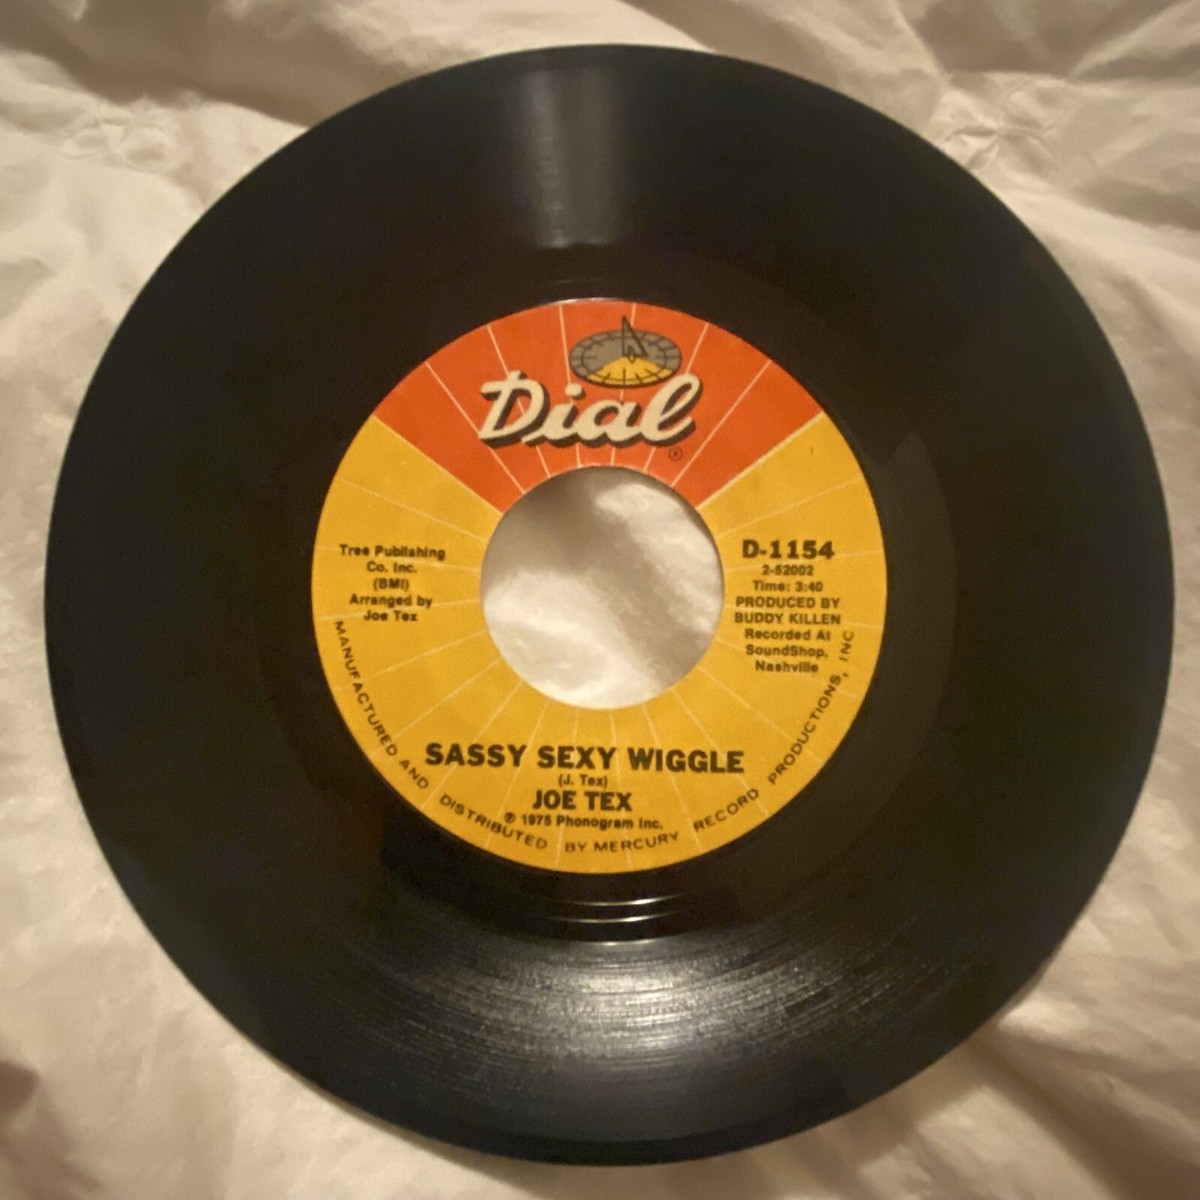 Dial
®
Tree Publishing
Co. Inc.
(BMI)
Arranged by
Joe Tex
D-1154
2-52002
Time: 3:40
PRODUCED BY
BUDDY KILLEN
Recorded At
SoundShop,
Nashville
SASSY SEXY WIGGLE
(J. Tex)
JOE TEX
℗ 1975 Phonogram Inc.
MANUFACTURED AND DISTRIBUTED BY MERCURY RECORD PRODUCTIONS, INC